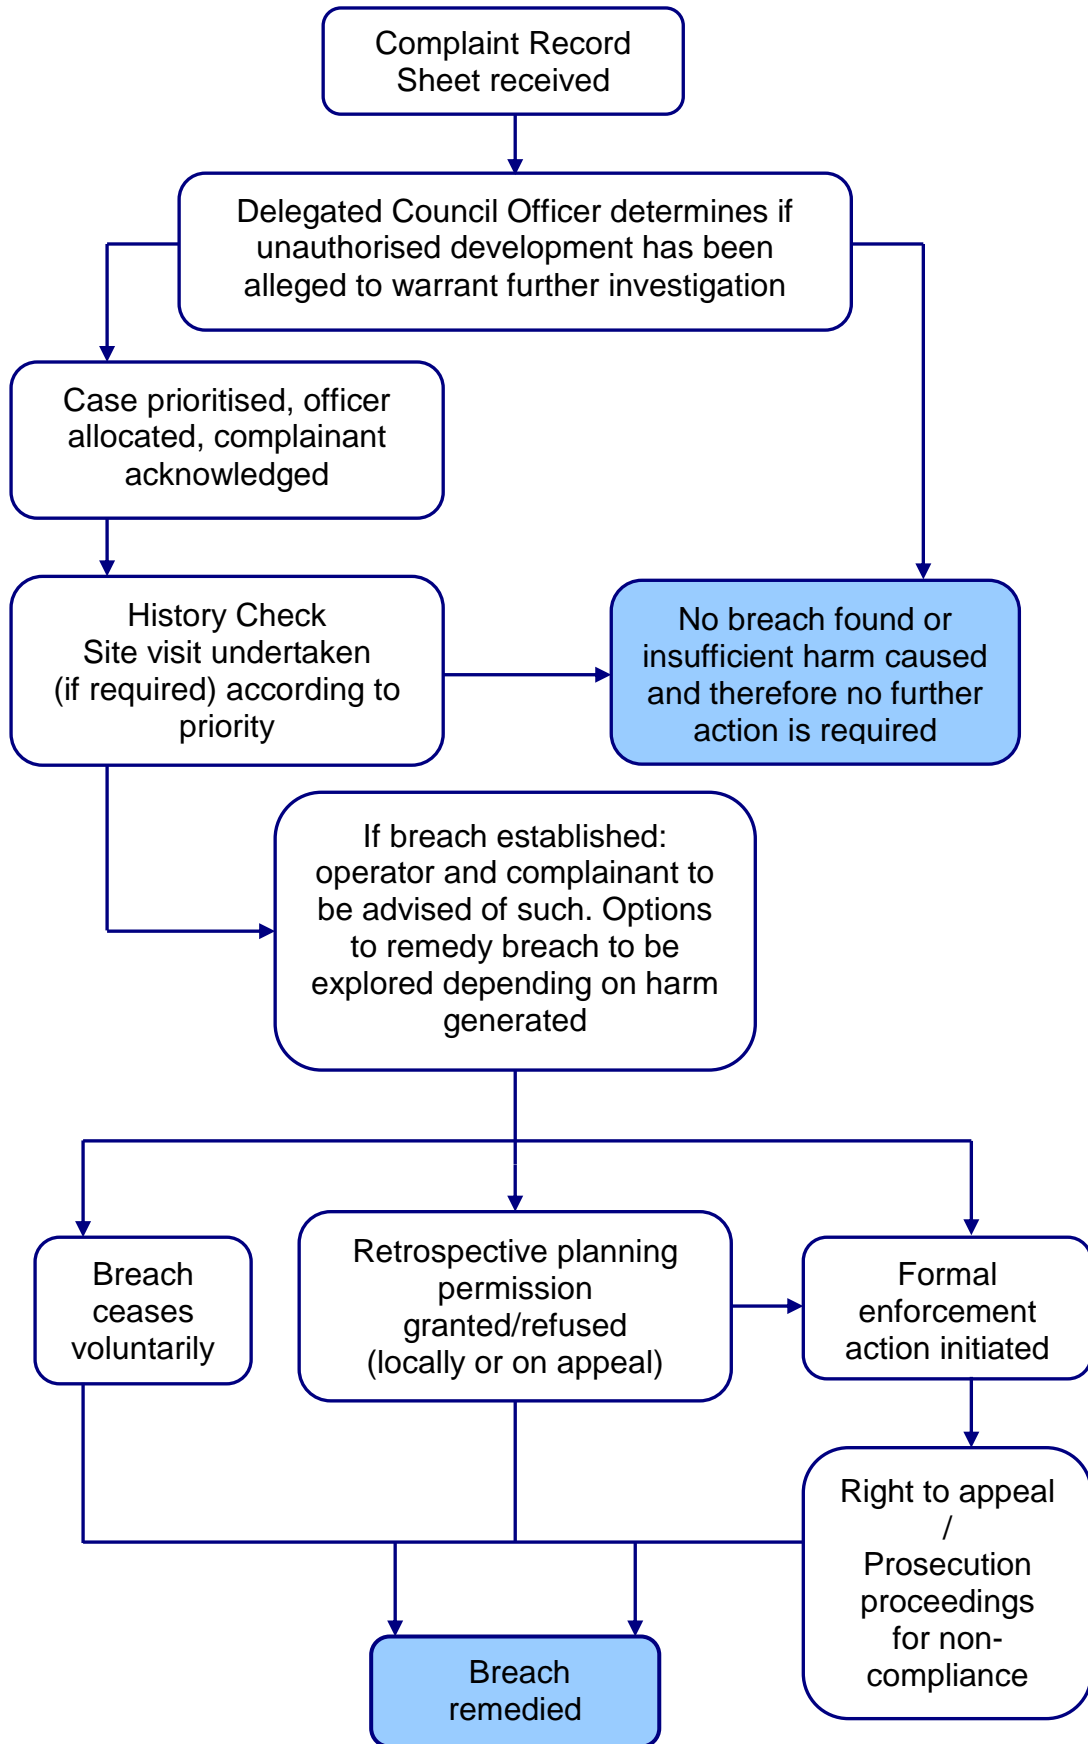 Complaint Record
Sheet received
Delegated Council Officer determines if
unauthorised development has been
alleged to warrant further investigation
Case prioritised, officer
allocated, complainant
acknowledged
History Check
Site visit undertaken
(if required) according to
priority
No breach found or
insufficient harm caused
and therefore no further
action is required
If breach established:
operator and complainant to
be advised of such. Options
to remedy breach to be
explored depending on harm
generated
Breach
ceases
voluntarily
Retrospective planning
permission
granted/refused
(locally or on appeal)
Formal
enforcement
action initiated
Right to appeal
/
Prosecution
proceedings
for non-
compliance
Breach
remedied